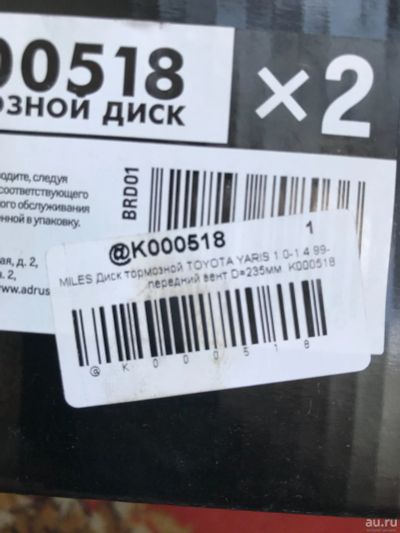 00518
×2
ОЗНОЙ ДИСК
водите, следуя
соответствующего
ого обслуживания
енной в упаковку.
BRD01
ая, д. 2,
. 2,
www.adrus
@K000518 1
MILES Диск тормозной TOYOTA YARIS 1.0-1.4 99-
передний вент D=235мм. K000518
@ K 0 0 0 5 1 8
au.ru